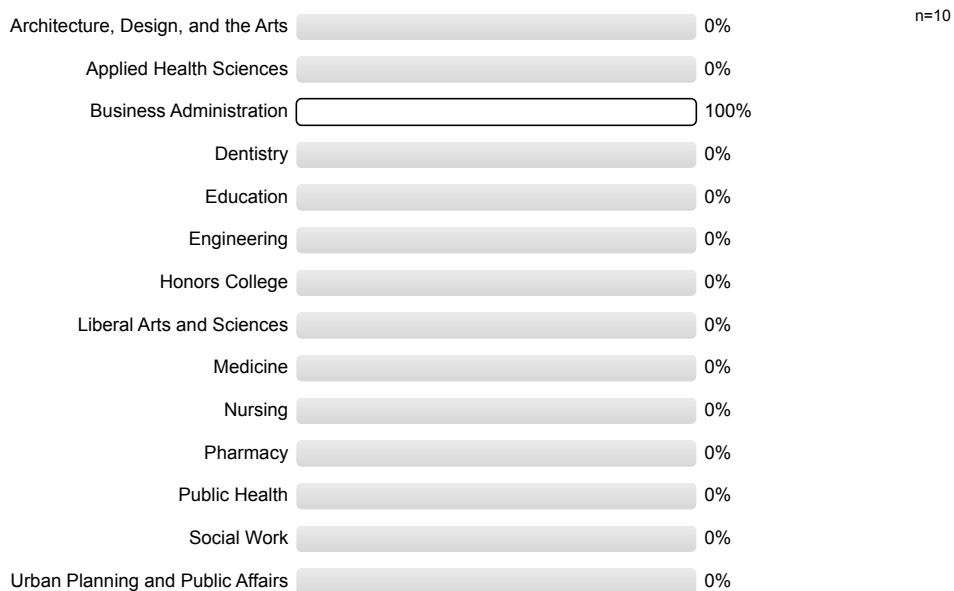 Architecture, Design, and the Arts 0% n=10
Applied Health Sciences 0%
Business Administration 100%
Dentistry 0%
Education 0%
Engineering 0%
Honors College 0%
Liberal Arts and Sciences 0%
Medicine 0%
Nursing 0%
Pharmacy 0%
Public Health 0%
Social Work 0%
Urban Planning and Public Affairs 0%